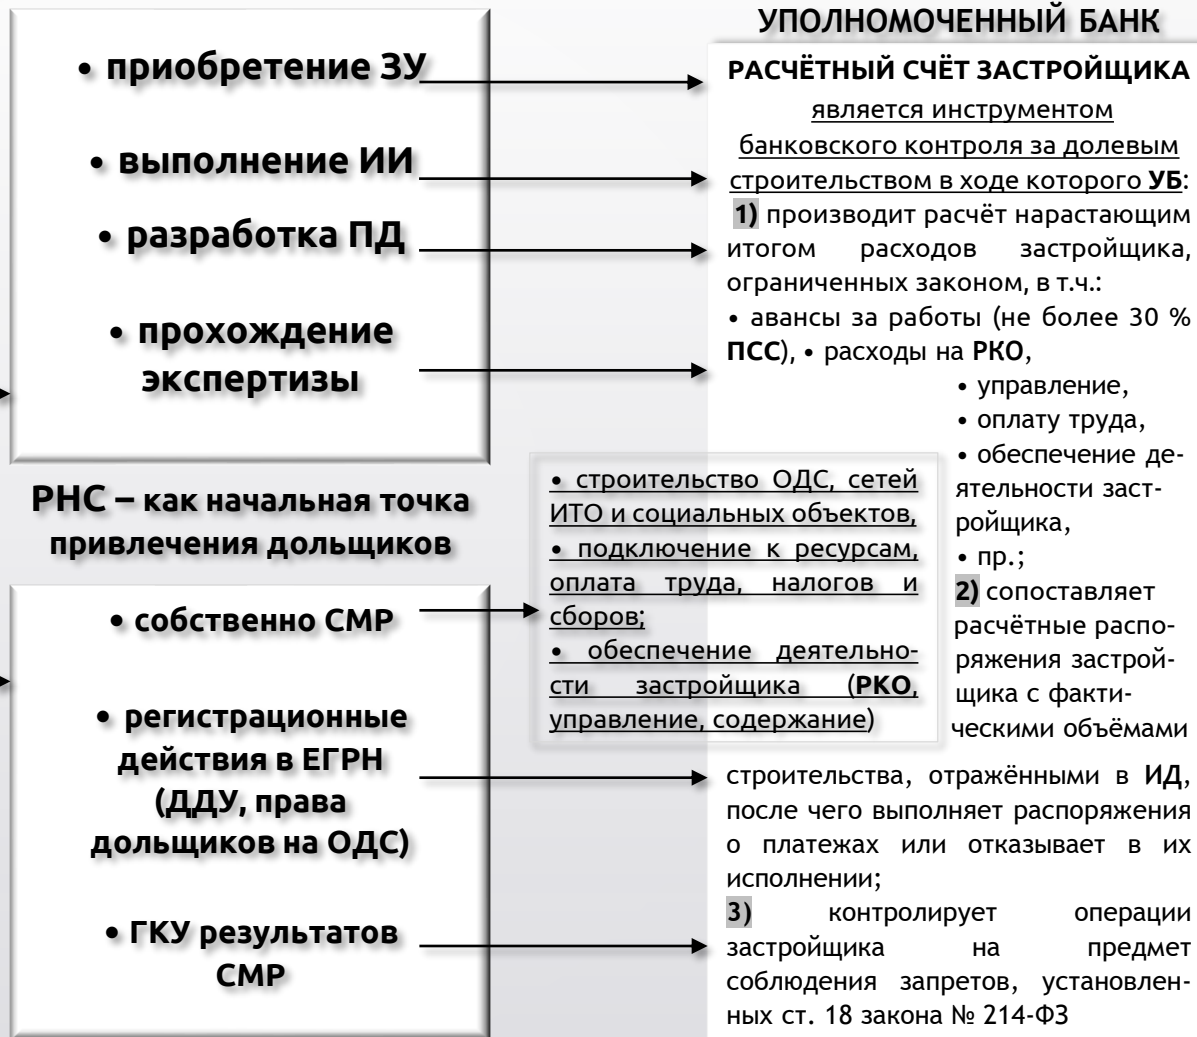 • приобретение ЗУ
• выполнение ИИ
• разработка ПД
• прохождение
экспертизы
РНС – как начальная точка
привлечения дольщиков
• собственно СМР
• регистрационные
действия в ЕГРН
(ДДУ, права
дольщиков на ОДС)
• ГКУ результатов
СМР
• строительство ОДС, сетей
ИТО и социальных объектов,
• подключение к ресурсам,
оплата труда, налогов и
сборов;
• обеспечение деятельно-
сти застройщика (РКО,
управление, содержание)
УПОЛНОМОЧЕННЫЙ БАНК
РАСЧЁТНЫЙ СЧЁТ ЗАСТРОЙЩИКА
является инструментом
банковского контроля за долевым
строительством в ходе которого УБ:
1) производит расчёт нарастающим
итогом расходов застройщика,
ограниченных законом, в т.ч.:
• авансы за работы (не более 30 %
ПСС), • расходы на РКО,
• управление,
• оплату труда,
• обеспечение де-
ятельности заст-
ройщика,
• пр.;
2) сопоставляет
расчётные распо-
ряжения застрой-
щика с факти-
ческими объёмами
строительства, отражёнными в ИД,
после чего выполняет распоряжения
о платежах или отказывает в их
исполнении;
3) контролирует операции
застройщика на предмет
соблюдения запретов, установлен-
ных ст. 18 закона № 214-ФЗ